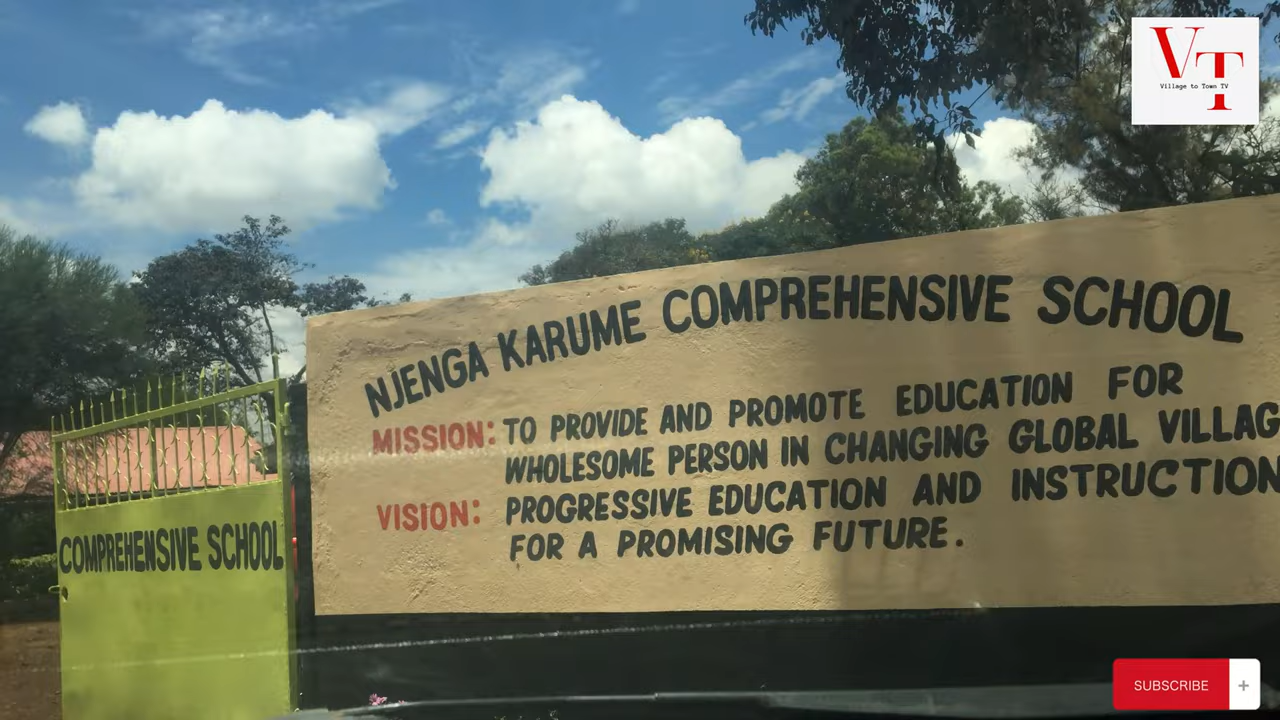 VT
Village to Town TV
NJENGA KARUME COMPREHENSIVE SCHOOL
MISSION: TO PROVIDE AND PROMOTE EDUCATION FOR
WHOLESOME PERSON IN CHANGING GLOBAL VILLAG
VISION: PROGRESSIVE EDUCATION AND INSTRUCTION
FOR A PROMISING FUTURE.
COMPREHENSIVE SCHOOL
SUBSCRIBE +